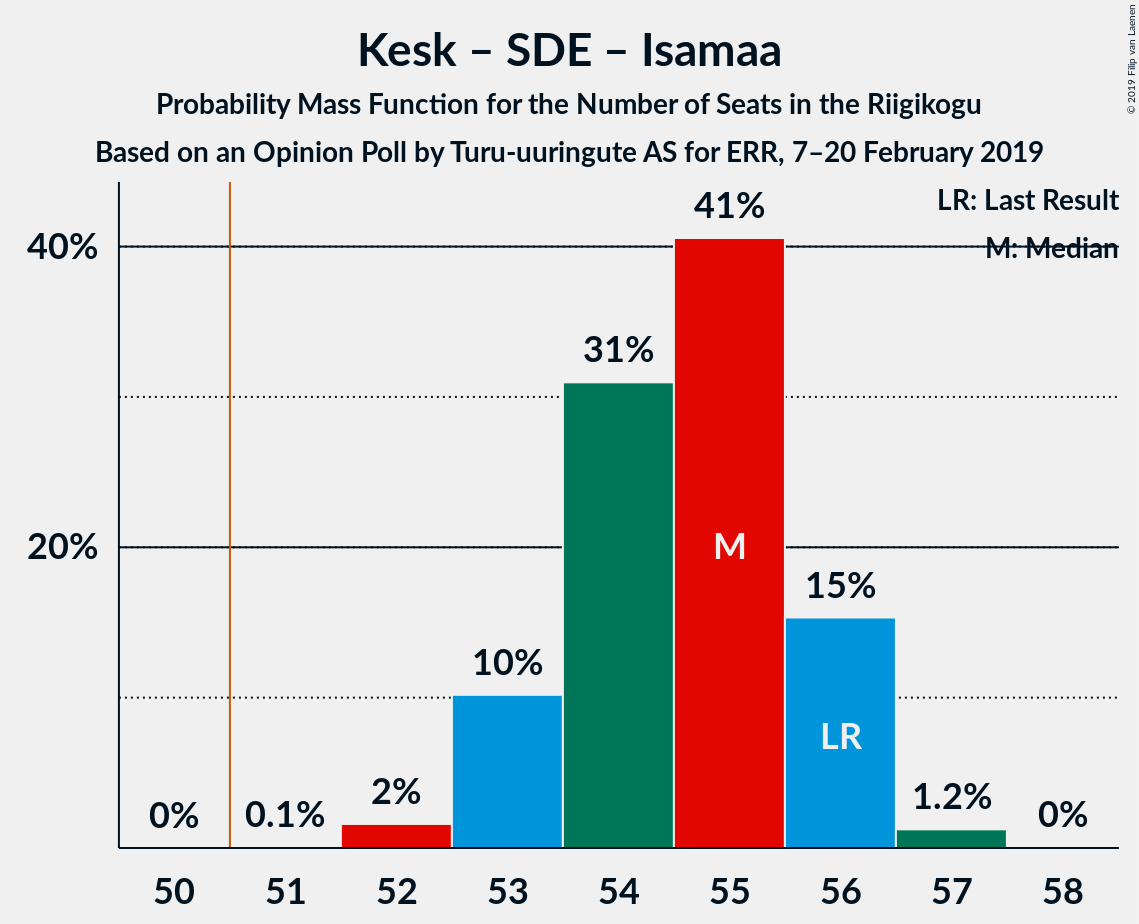 Kesk – SDE – Isamaa
Probability Mass Function for the Number of Seats in the Riigikogu
Based on an Opinion Poll by Turu-uuringute AS for ERR, 7–20 February 2019
© 2019 Filip van Laenen
LR: Last Result
M: Median
40%
20%
0%
0.1%
2%
10%
31%
41%
15%
1.2%
0%
M
LR
50 51 52 53 54 55 56 57 58